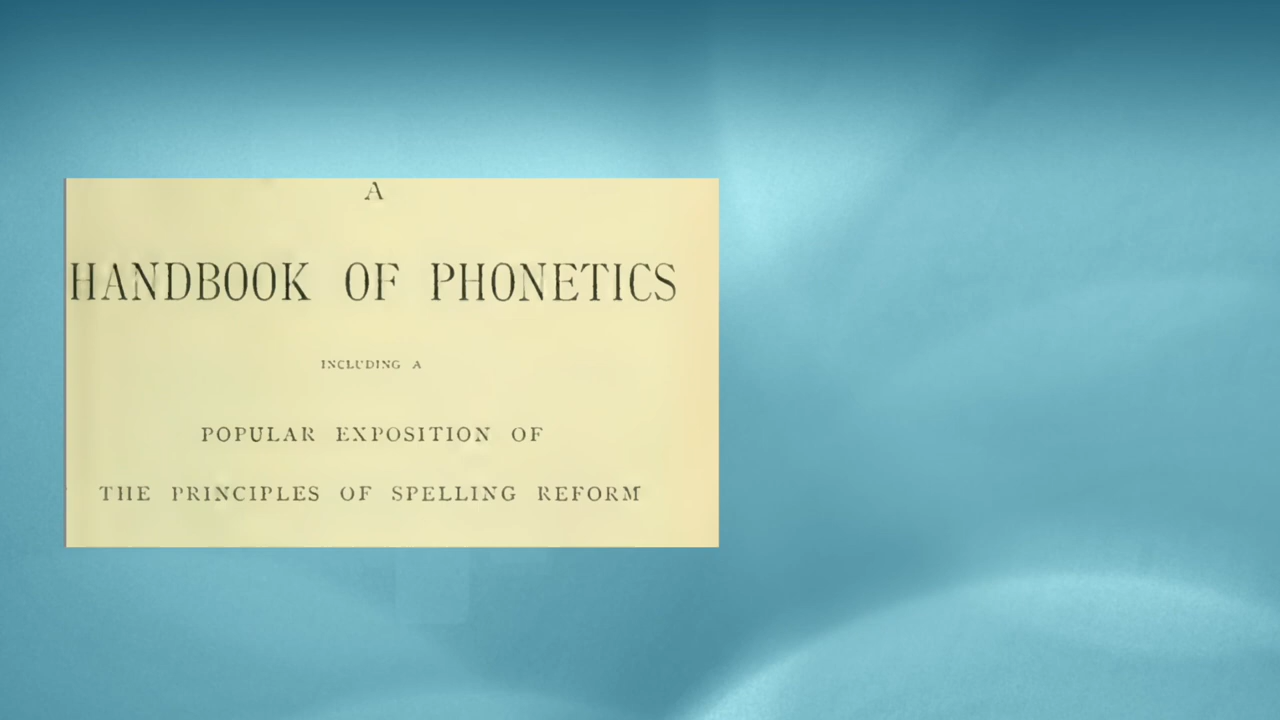 A
HANDBOOK OF PHONETICS
INCLUDING A
POPULAR EXPOSITION OF
THE PRINCIPLES OF SPELLING REFORM